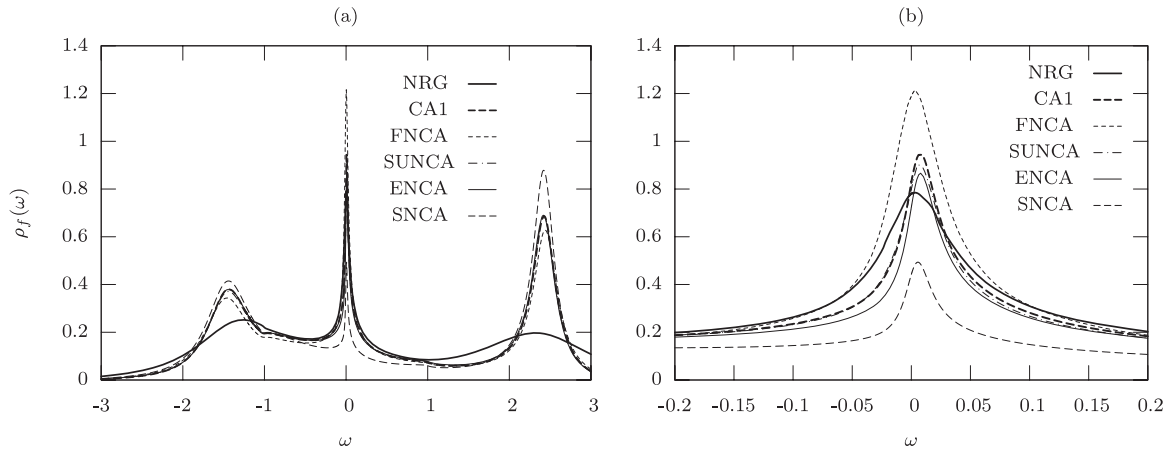 (a)
1.4
1.2
1
0.8
0.6
0.4
0.2
0
ρf(ω)
NRG
CA1
FNCA
SUNCA
ENCA
SNCA
-3 -2 -1 0 1 2 3
ω
(b)
1.4
1.2
1
0.8
0.6
0.4
0.2
0
NRG
CA1
FNCA
SUNCA
ENCA
SNCA
-0.2 -0.15 -0.1 -0.05 0 0.05 0.1 0.15 0.2
ω